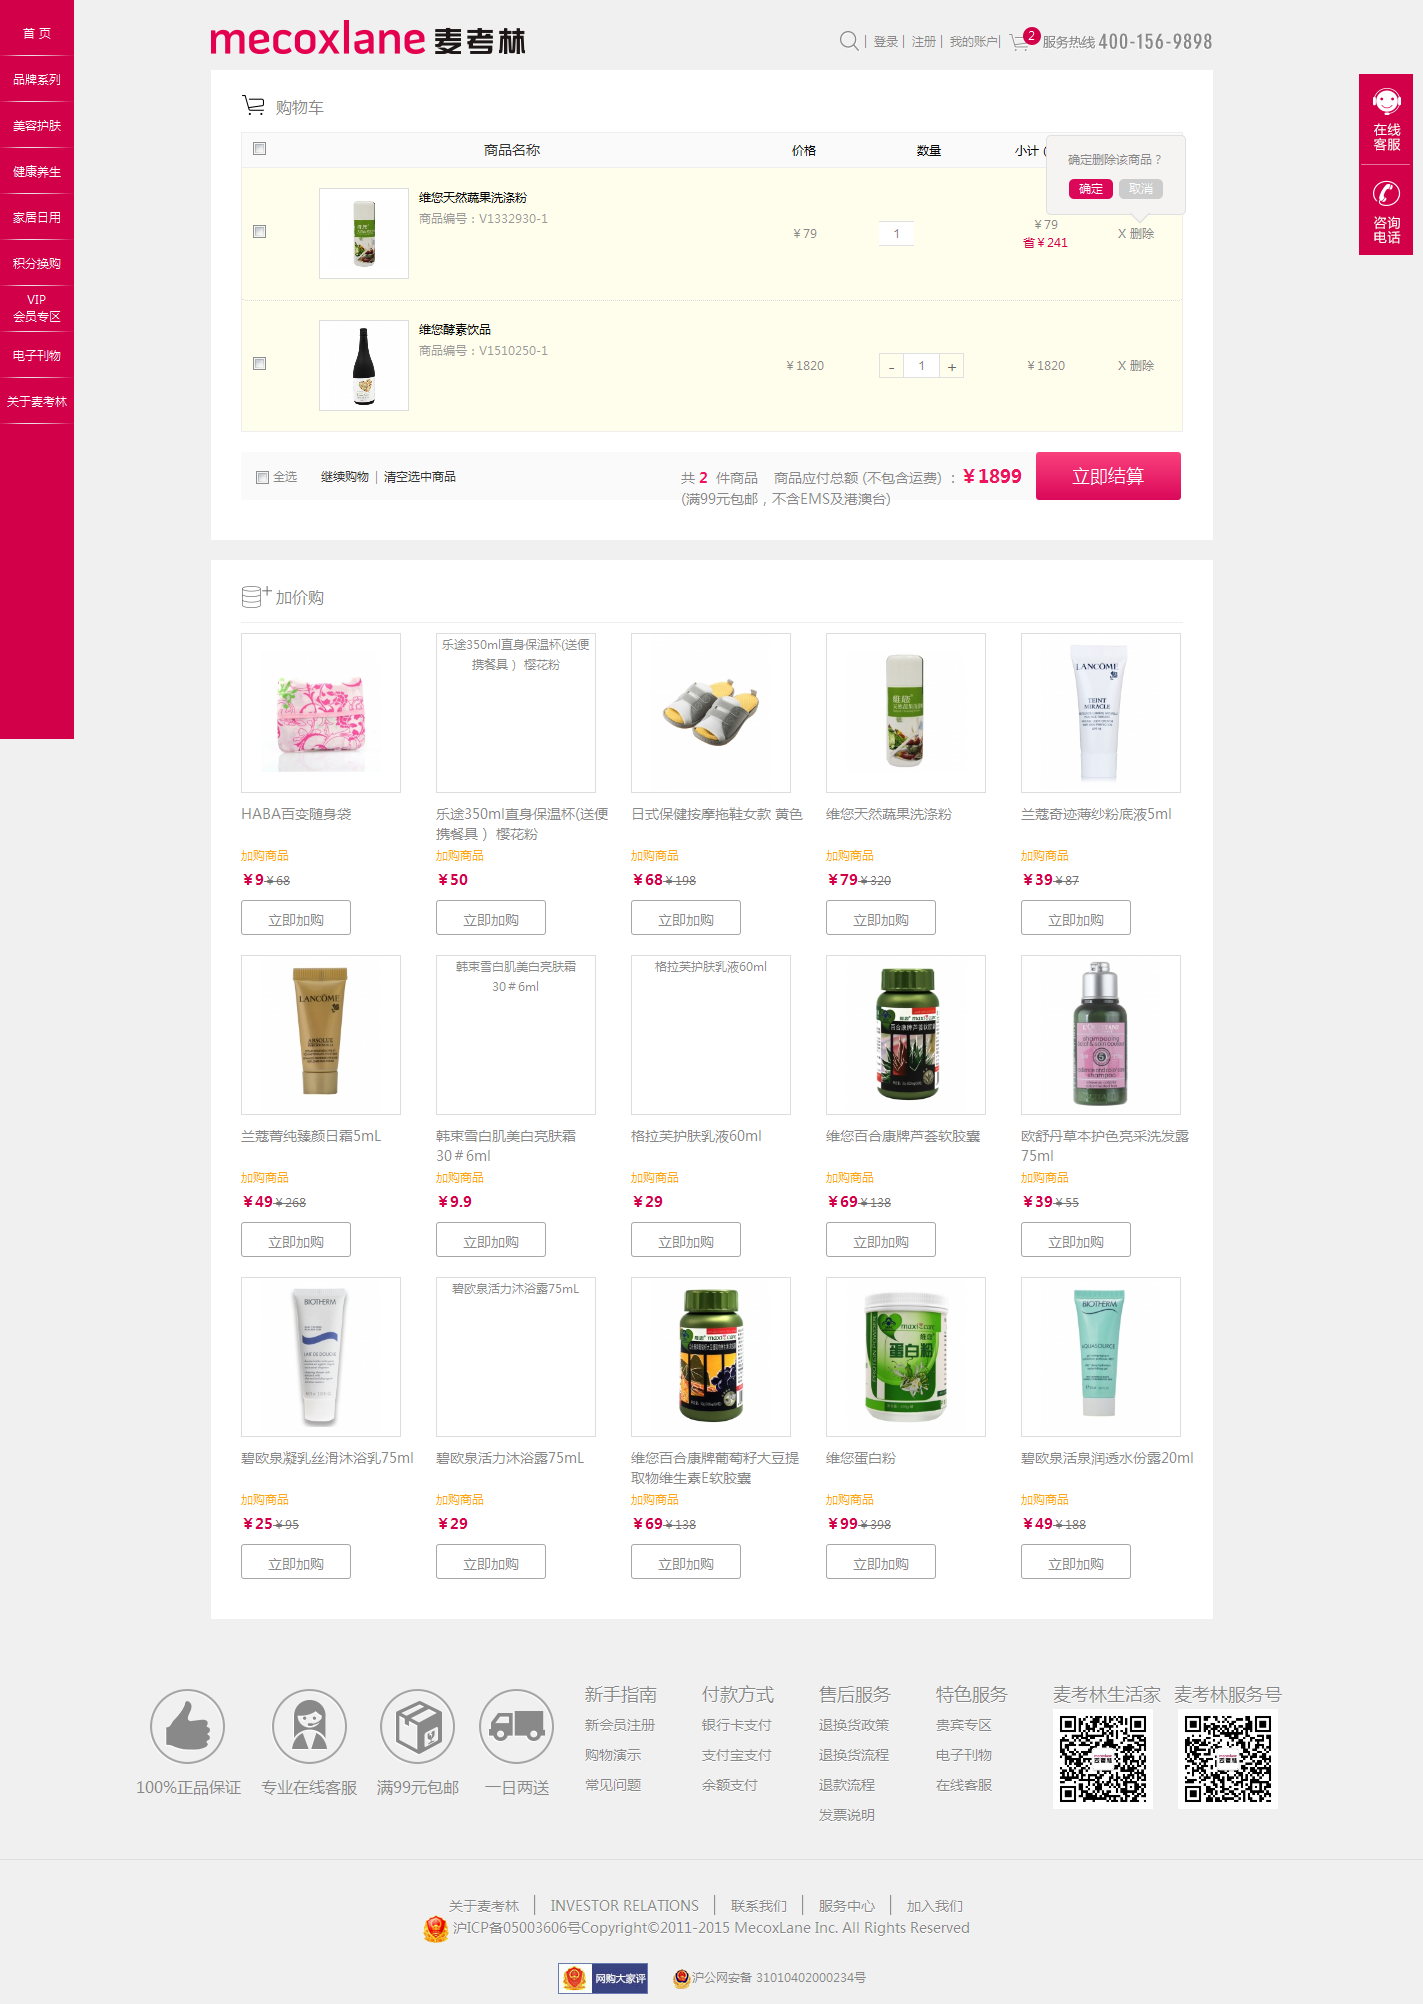 首 页
品牌系列
美容护肤
健康养生
家居日用
积分换购
VIP
会员专区
电子刊物
关于麦考林
mecoxlane 麦考林
| 登录 | 注册 | 我的账户 | 2 服务热线 400-156-9898
在线
客服
咨询
电话
购物车
商品名称 价格 数量 小计 (
确定删除该商品？
确定 取消
维您天然蔬果洗涤粉
商品编号：V1332930-1
￥79 1 ￥79 X 删除
省￥241
维您酵素饮品
商品编号：V1510250-1
￥1820 - 1 + ￥1820 X 删除
全选 继续购物 | 清空选中商品
共 2 件商品 商品应付总额 (不包含运费) ：￥1899 立即结算
(满99元包邮，不含EMS及港澳台)
加价购
乐途350ml直身保温杯(送便
携餐具 ） 樱花粉
LANCÔME
TEINT
MIRACLE
HABA百变随身袋
加购商品
￥9￥68
立即加购
乐途350ml直身保温杯(送便
携餐具 ） 樱花粉
加购商品
￥50
立即加购
日式保健按摩拖鞋女款 黄色
加购商品
￥68￥198
立即加购
维您天然蔬果洗涤粉
加购商品
￥79￥320
立即加购
兰蔻奇迹薄纱粉底液5ml
加购商品
￥39￥87
立即加购
LANCÔME
ABSOLUE
韩束雪白肌美白亮肤霜
30＃6ml
格拉芙护肤乳液60ml
兰蔻菁纯臻颜日霜5mL
加购商品
￥49￥268
立即加购
韩束雪白肌美白亮肤霜
30＃6ml
加购商品
￥9.9
立即加购
格拉芙护肤乳液60ml
加购商品
￥29
立即加购
维您百合康牌芦荟软胶囊
加购商品
￥69￥138
立即加购
欧舒丹草本护色亮采洗发露
75ml
加购商品
￥39￥55
立即加购
BIOTHERM
LAIT DE DOUCHE
碧欧泉活力沐浴露75mL
蛋白粉
BIOTHERM
AQUASOURCE
碧欧泉凝乳丝滑沐浴乳75ml
加购商品
￥25￥95
立即加购
碧欧泉活力沐浴露75mL
加购商品
￥29
立即加购
维您百合康牌葡萄籽大豆提
取物维生素E软胶囊
加购商品
￥69￥138
立即加购
维您蛋白粉
加购商品
￥99￥398
立即加购
碧欧泉活泉润透水份露20ml
加购商品
￥49￥188
立即加购
100%正品保证
专业在线客服
满99元包邮
一日两送
新手指南
新会员注册
购物演示
常见问题
付款方式
银行卡支付
支付宝支付
余额支付
售后服务
退换货政策
退换货流程
退款流程
发票说明
特色服务
贵宾专区
电子刊物
在线客服
麦考林生活家
麦考林服务号
关于麦考林 | INVESTOR RELATIONS | 联系我们 | 服务中心 | 加入我们
沪ICP备05003606号Copyright©2011-2015 MecoxLane Inc. All Rights Reserved
网购大家评
沪公网安备 31010402000234号